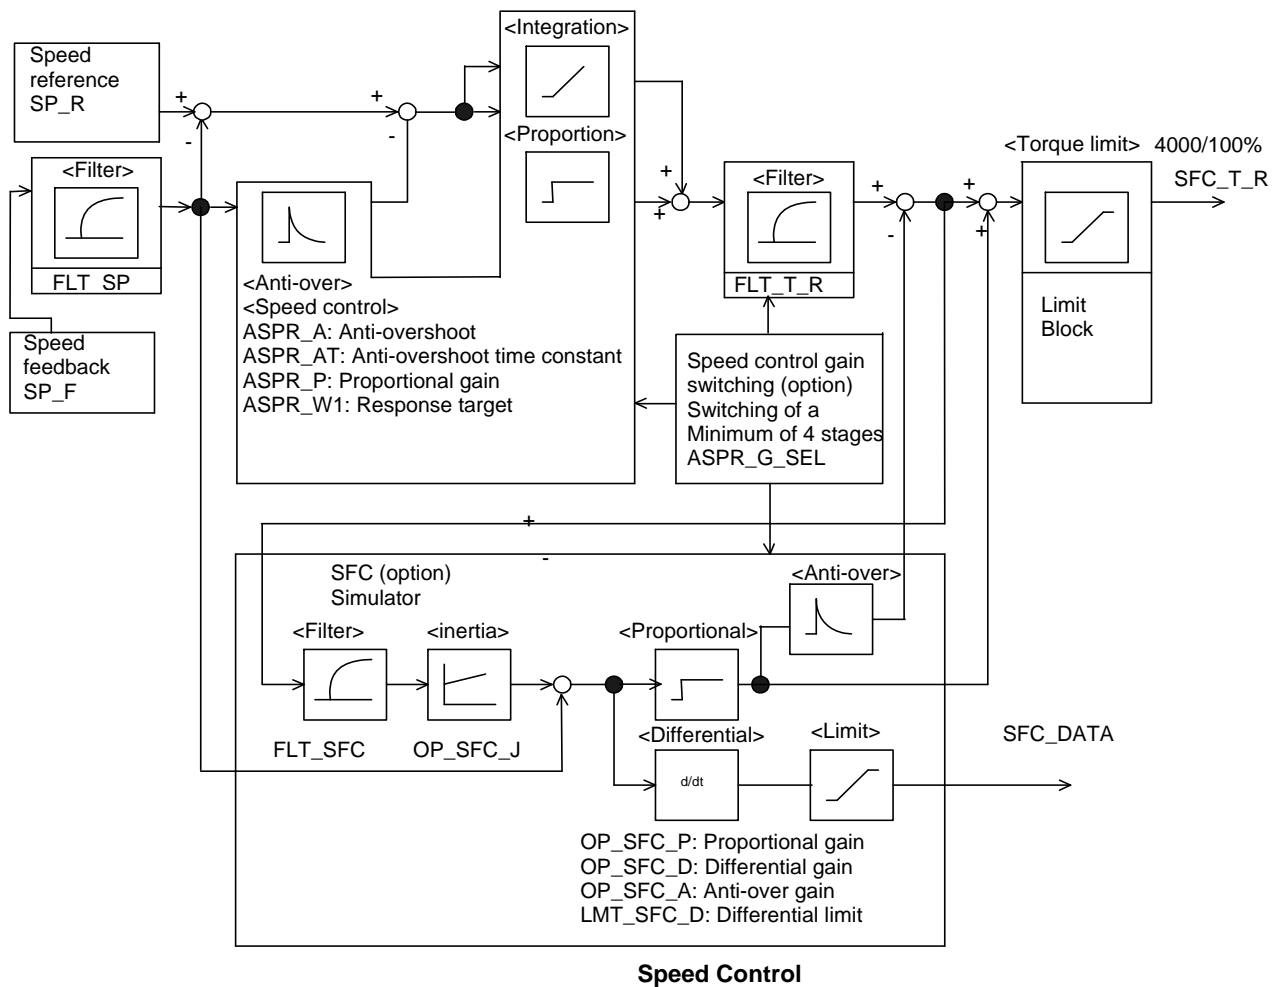 <Integration>
Speed
reference
SP_R
+
-
+
-
<Proportion>
<Filter>
FLT_SP
Speed
feedback
SP_F
<Anti-over>
<Speed control>
ASPR_A: Anti-overshoot
ASPR_AT: Anti-overshoot time constant
ASPR_P: Proportional gain
ASPR_W1: Response target
+
+
<Filter>
FLT_T_R
+
-
+
+
<Torque limit>
4000/100%
SFC_T_R
Limit
Block
Speed control gain
switching (option)
Switching of a
Minimum of 4 stages
ASPR_G_SEL
+
-
SFC (option)
Simulator
<Anti-over>
<Filter>
<inertia>
<Proportional>
FLT_SFC
OP_SFC_J
<Differential>
<Limit>
SFC_DATA
d/dt
OP_SFC_P: Proportional gain
OP_SFC_D: Differential gain
OP_SFC_A: Anti-over gain
LMT_SFC_D: Differential limit
Speed Control